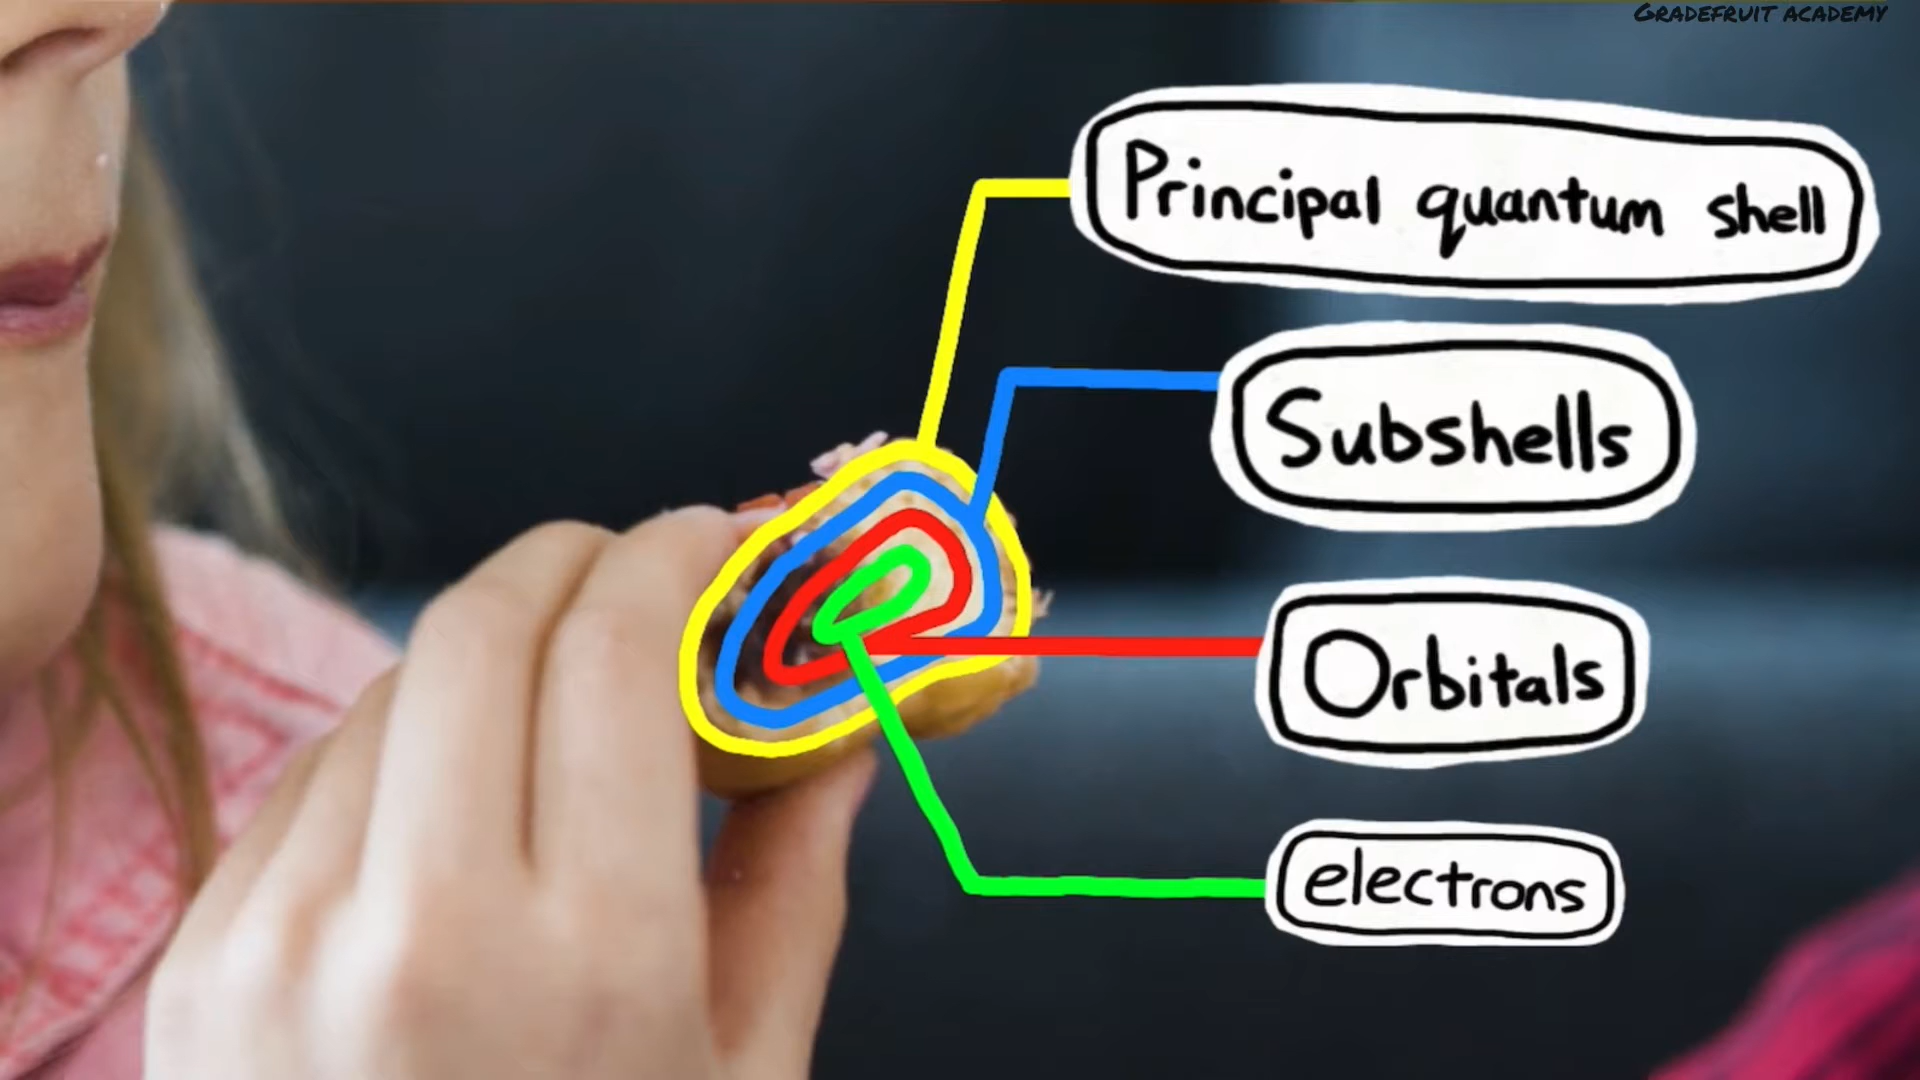 GRADEFRUIT ACADEMY
Principal quantum shell
Subshells
Orbitals
electrons